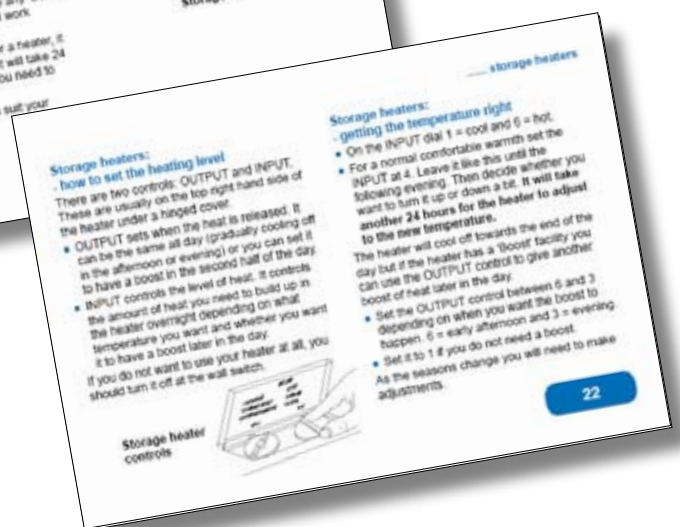 work
r a heater, it
t will take 24
ou need to
suit your
storage heaters
Storage heaters:
- how to set the heating level
There are two controls: OUTPUT and INPUT.
These are usually on the top right hand side of
the heater under a hinged cover.
• OUTPUT sets when the heat is released. It
can be the same all day (gradually cooling off
in the afternoon or evening) or you can set it
to have a boost in the second half of the day.
• INPUT controls the level of heat. It controls
the amount of heat you need to build up in
the heater overnight depending on what
temperature you want and whether you want
it to have a boost later in the day.
If you do not want to use your heater at all, you
should turn it off at the wall switch.
Storage heater
controls
Storage heaters:
- getting the temperature right
• On the INPUT dial 1 = cool and 6 = hot.
• For a normal comfortable warmth set the
INPUT at 4. Leave it like this until the
following evening. Then decide whether you
want to turn it up or down a bit. It will take
another 24 hours for the heater to adjust
to the new temperature.
The heater will cool off towards the end of the
day but if the heater has a 'Boost' facility you
can use the OUTPUT control to give another
boost of heat later in the day.
• Set the OUTPUT control between 6 and 3
depending on when you want the boost to
happen. 6 = early afternoon and 3 = evening.
• Set it to 1 if you do not need a boost.
As the seasons change you will need to make
adjustments.
22